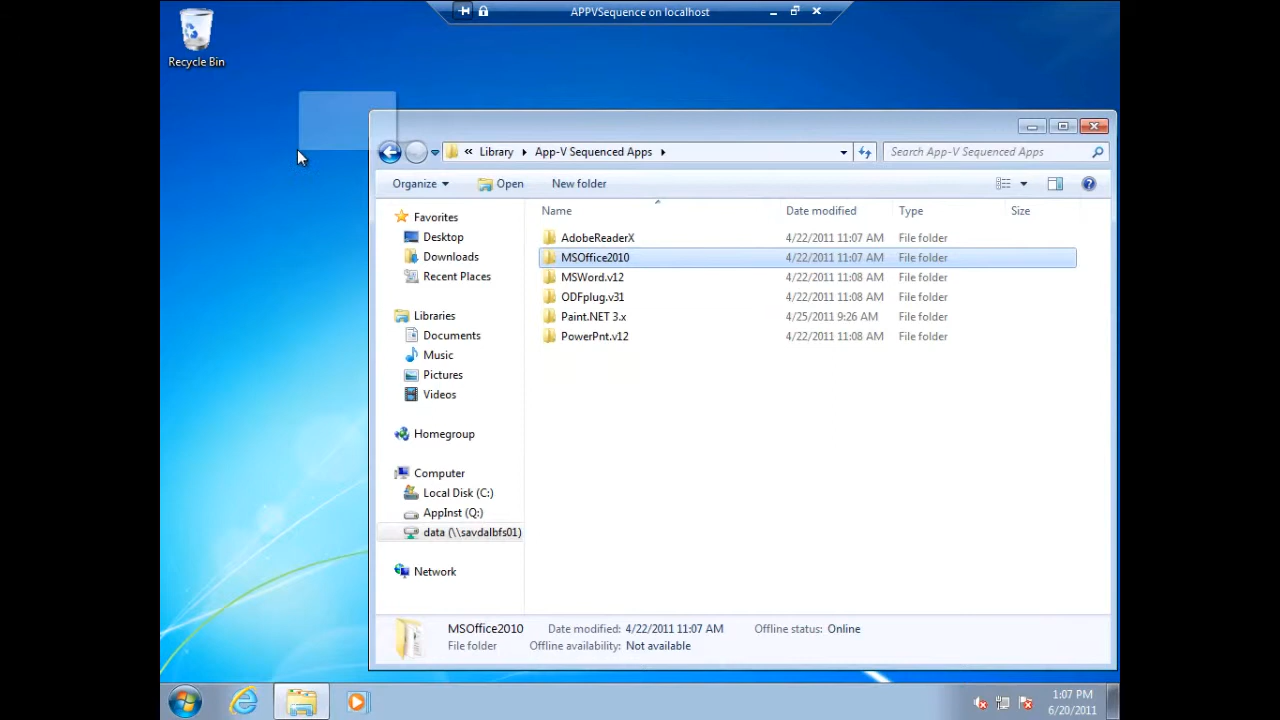 APPVSequence on localhost
Recycle Bin
« Library App-V Sequenced Apps
Search App-V Sequenced Apps
Organize Open New folder
Name Date modified Type Size
Favorites
Desktop
Downloads
Recent Places
Libraries
Documents
Music
Pictures
Videos
Homegroup
Computer
Local Disk (C:)
AppInst (Q:)
data (\\savdalbfs01)
Network
AdobeReaderX 4/22/2011 11:07 AM File folder
MSOffice2010 4/22/2011 11:07 AM File folder
MSWord.v12 4/22/2011 11:08 AM File folder
ODFplug.v31 4/22/2011 11:08 AM File folder
Paint.NET 3.x 4/25/2011 9:26 AM File folder
PowerPnt.v12 4/22/2011 11:08 AM File folder
MSOffice2010 Date modified: 4/22/2011 11:07 AM Offline status: Online
File folder Offline availability: Not available
1:07 PM
6/20/2011